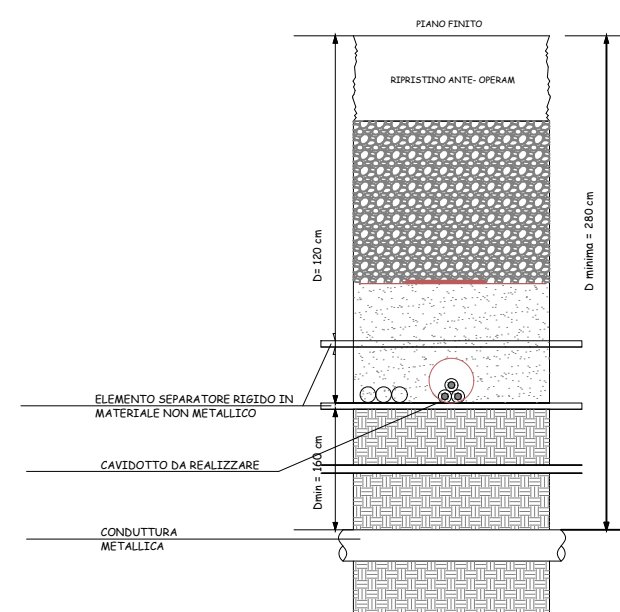 PIANO FINITO
RIPRISTINO ANTE- OPERAM
D= 120 cm
D minima = 280 cm
ELEMENTO SEPARATORE RIGIDO IN
MATERIALE NON METALLICO
CAVIDOTTO DA REALIZZARE
Dmin = 160 cm
CONDUTTURA
METALLICA